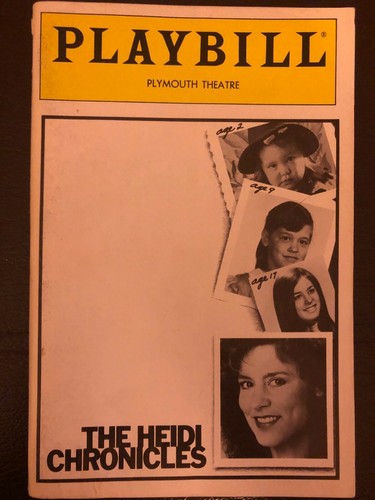 PLAYBILL®
PLYMOUTH THEATRE
age 2
age 9
age 17
THE HEIDI
CHRONICLES